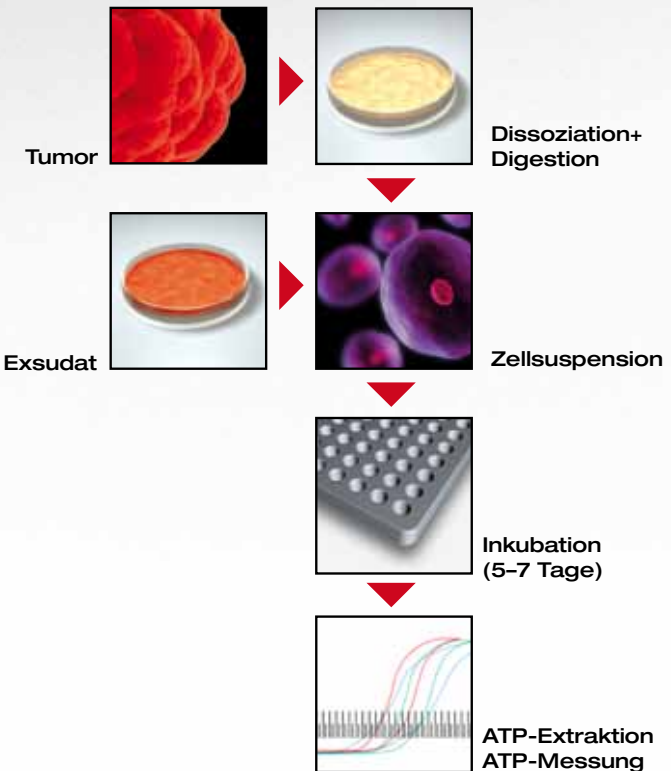 Tumor
Dissoziation+
Digestion
Exsudat
Zellsuspension
Inkubation
(5–7 Tage)
ATP-Extraktion
ATP-Messung